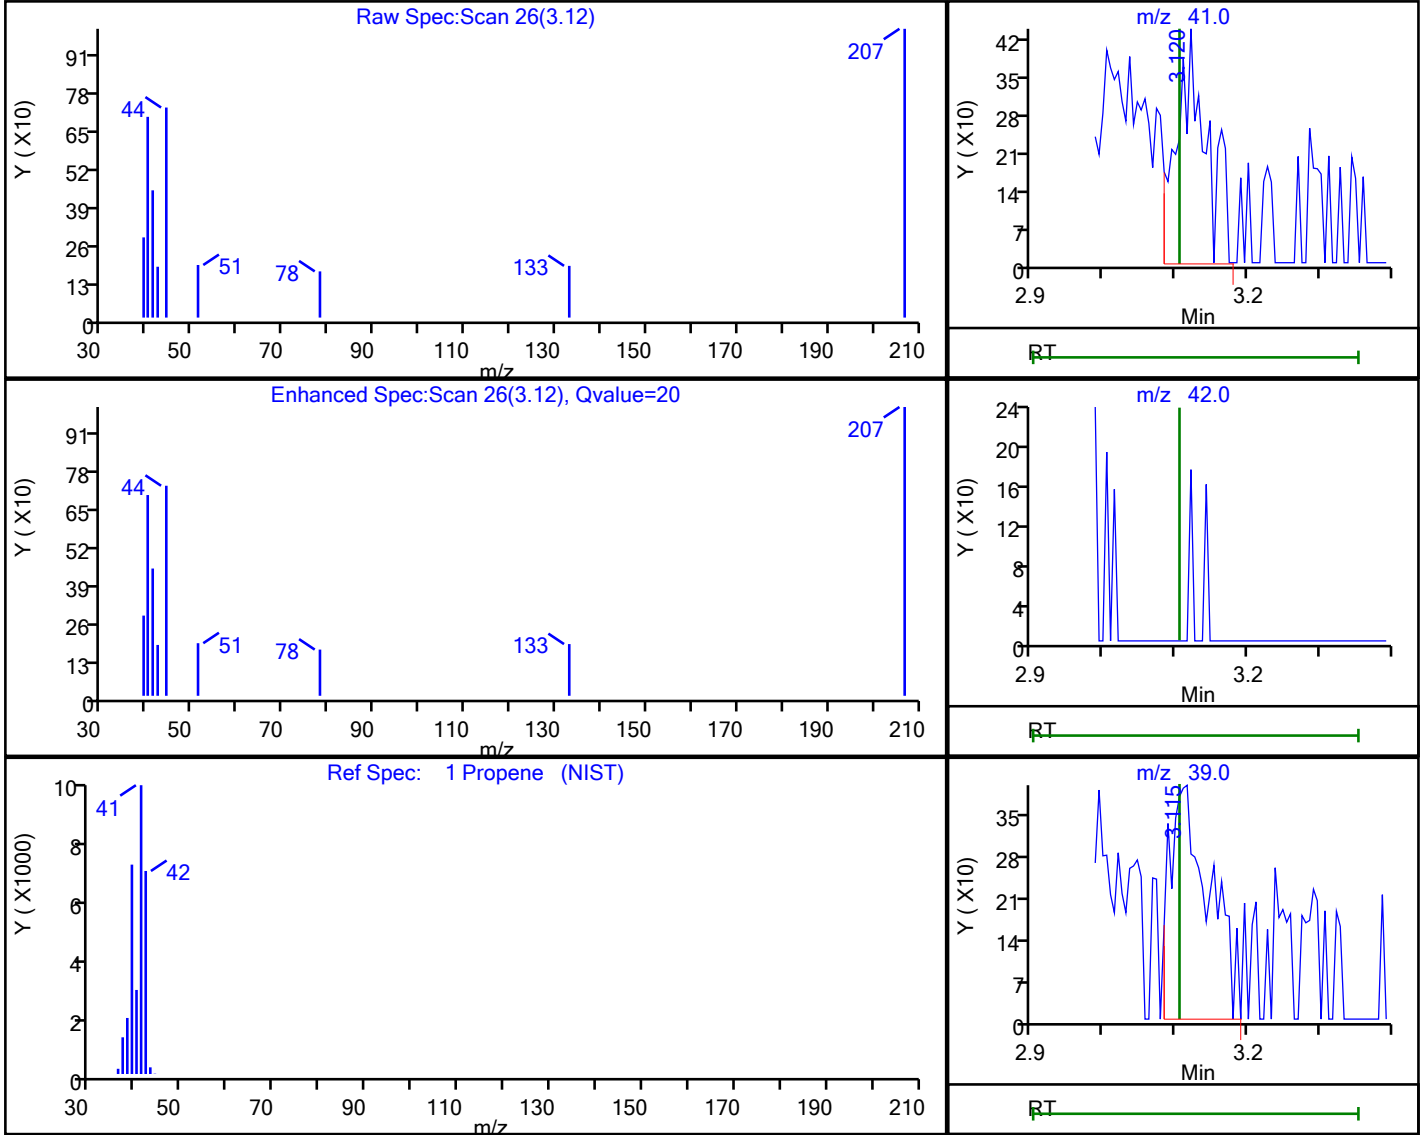 Raw Spec:Scan 26(3.12)
Y ( X10)
91
78
65
52
39
26
13
0
44
51
78
133
207
30 50 70 90 110 130 150 170 190 210
m/z
m/z 41.0
Y ( X10)
42
35
28
21
14
7
0
3.120
2.9 3.2
Min
RT
Enhanced Spec:Scan 26(3.12), Qvalue=20
Y ( X10)
91
78
65
52
39
26
13
0
44
51
78
133
207
30 50 70 90 110 130 150 170 190 210
m/z
m/z 42.0
Y ( X10)
24
20
16
12
8
4
0
2.9 3.2
Min
RT
Ref Spec: 1 Propene (NIST)
Y ( X1000)
10
8
6
4
2
0
41
42
30 50 70 90 110 130 150 170 190 210
m/z
m/z 39.0
Y ( X10)
35
28
21
14
7
0
3.115
2.9 3.2
Min
RT